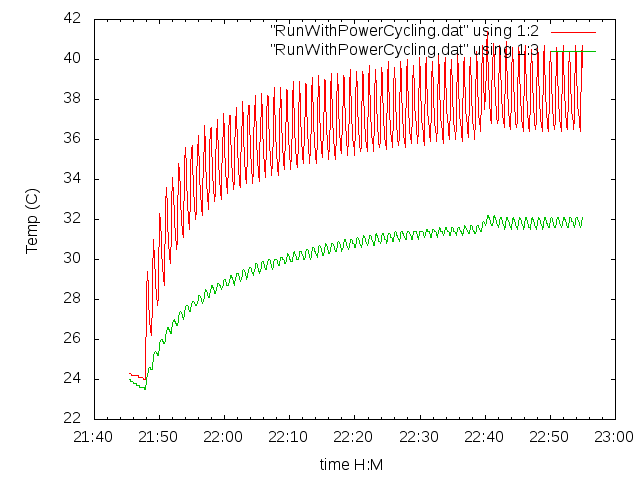 42
"RunWithPowerCycling.dat" using 1:2
"RunWithPowerCycling.dat" using 1:3
40
38
36
34
32
30
28
26
24
22
Temp (C)
21:40 21:50 22:00 22:10 22:20 22:30 22:40 22:50 23:00
time H:M